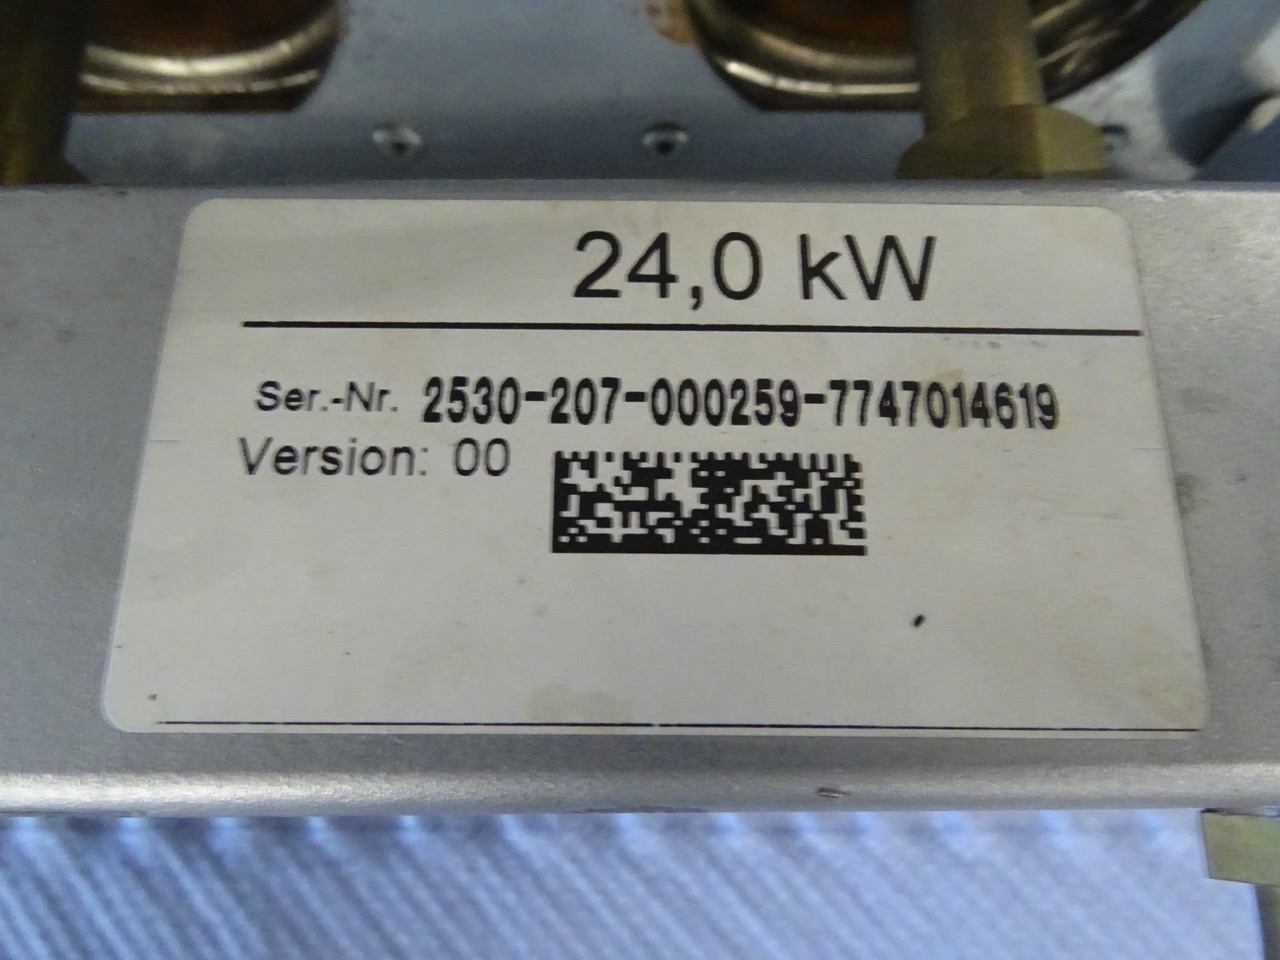 24,0 kW
Ser.-Nr. 2530-207-000259-7747014619
Version: 00